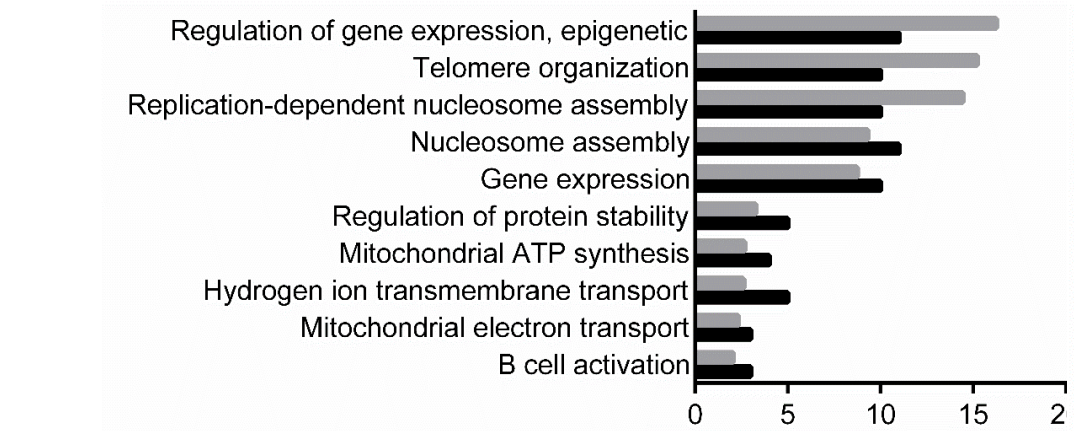 Regulation of gene expression, epigenetic
Telomere organization
Replication-dependent nucleosome assembly
Nucleosome assembly
Gene expression
Regulation of protein stability
Mitochondrial ATP synthesis
Hydrogen ion transmembrane transport
Mitochondrial electron transport
B cell activation
0 5 10 15 2